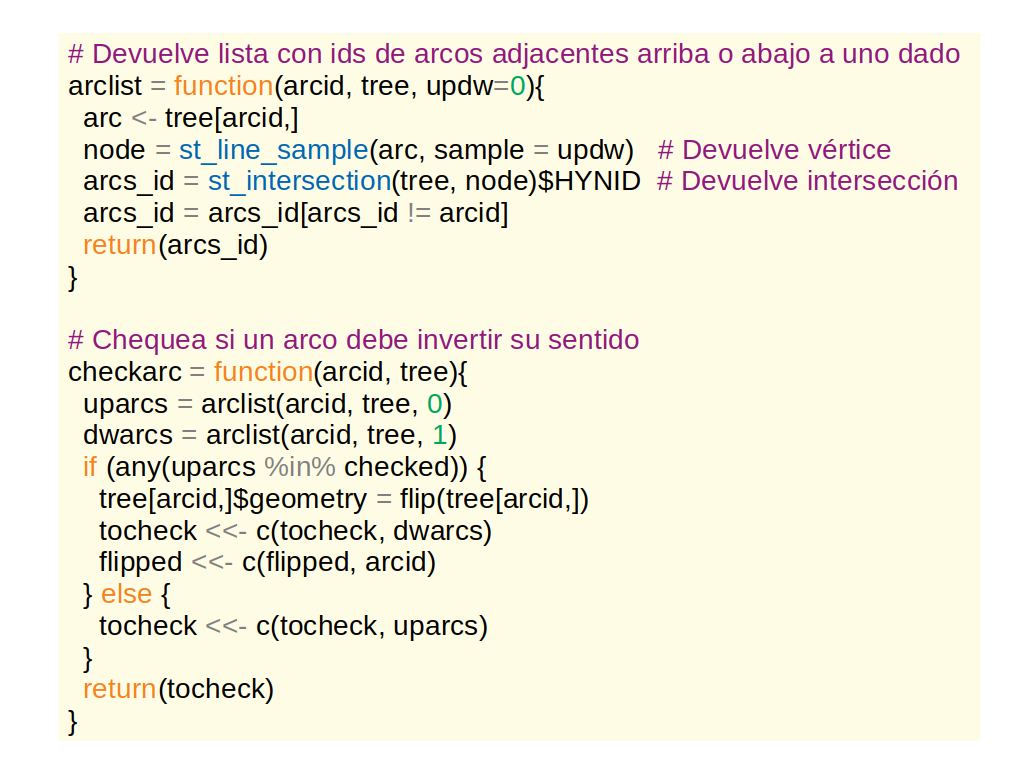 # Devuelve lista con ids de arcos adjacentes arriba o abajo a uno dado
arclist = function(arcid, tree, updw=0){
  arc <- tree[arcid,]
  node = st_line_sample(arc, sample = updw)   # Devuelve vértice
  arcs_id = st_intersection(tree, node)$HYNID  # Devuelve intersección
  arcs_id = arcs_id[arcs_id != arcid]
  return(arcs_id)
}

# Chequea si un arco debe invertir su sentido
checkarc = function(arcid, tree){
  uparcs = arclist(arcid, tree, 0)
  dwarcs = arclist(arcid, tree, 1)
  if (any(uparcs %in% checked)) {
    tree[arcid,]$geometry = flip(tree[arcid,])
    tocheck <<- c(tocheck, dwarcs)
    flipped <<- c(flipped, arcid)
  } else {
    tocheck <<- c(tocheck, uparcs)
  }
  return(tocheck)
}